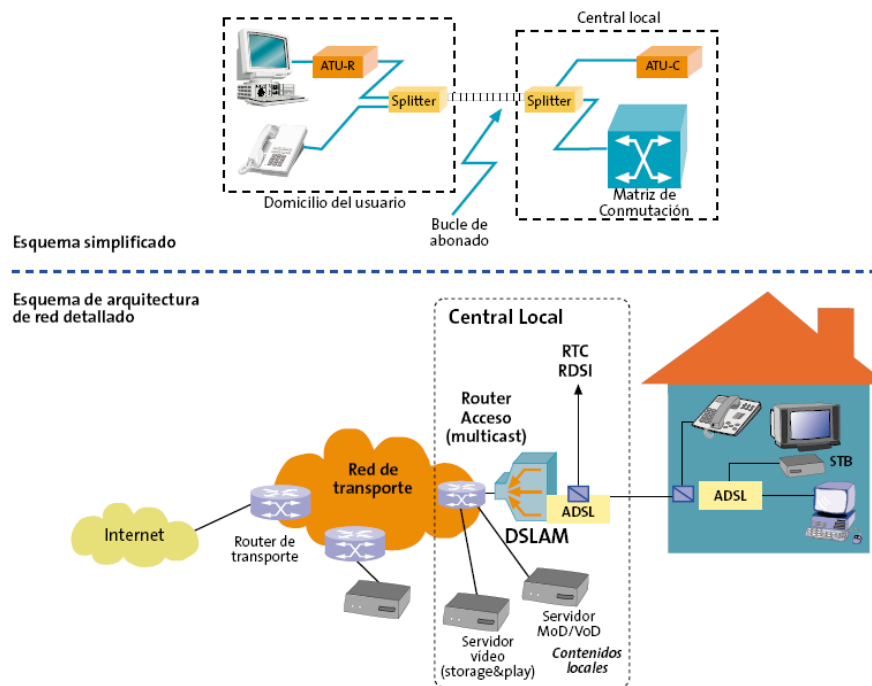 Central local
ATU-R
ATU-C
Splitter
Splitter
Domicilio del usuario
Matriz de
Conmutación
Bucle de
abonado
Esquema simplificado
Esquema de arquitectura
de red detallado
Central Local
RTC
RDSI
Router
Acceso
(multicast)
STB
Red de
transporte
ADSL
ADSL
Internet
DSLAM
Router de
transporte
Servidor
MoD/VoD
Servidor
vídeo
(storage&play)
Contenidos
locales